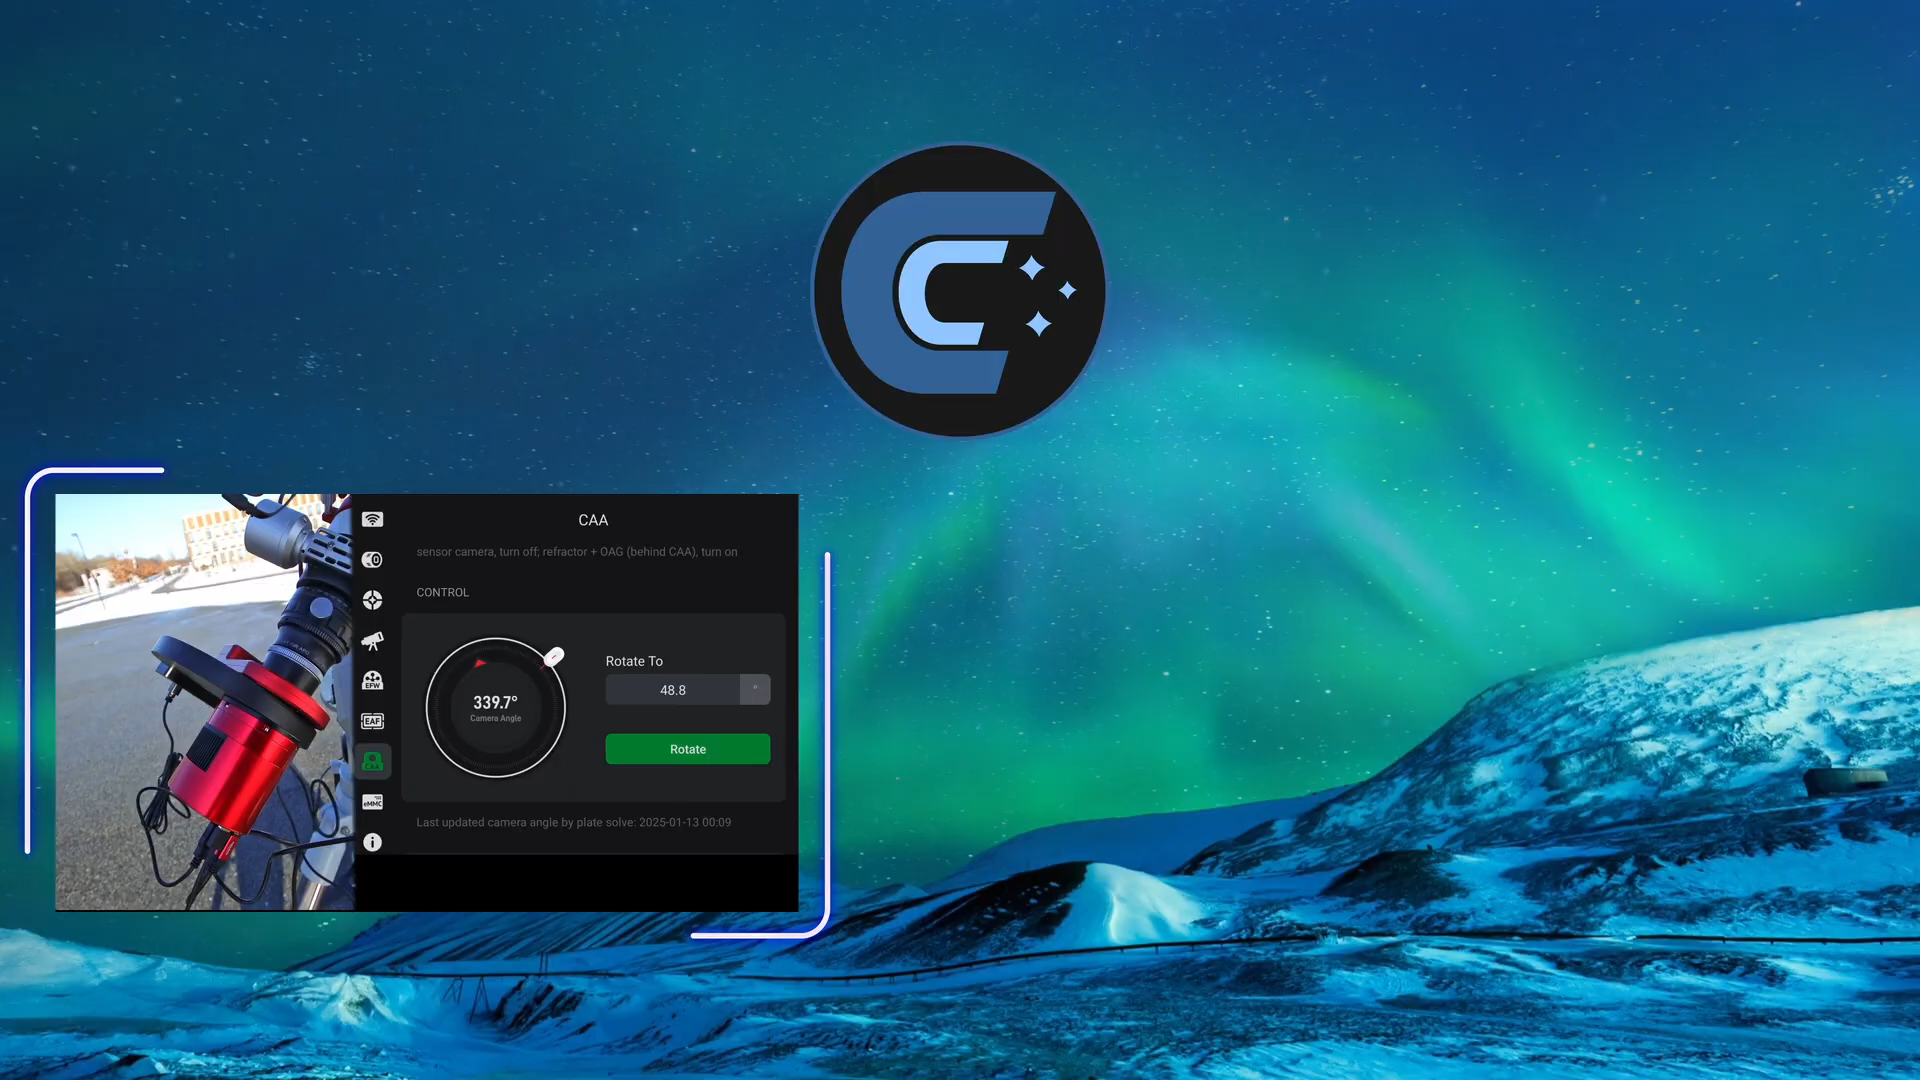 CAA
sensor camera, turn off; refractor + OAG (behind CAA), turn on
CONTROL
339.7°
Camera Angle
Rotate To
48.8 °
Rotate
Last updated camera angle by plate solve: 2025-01-13 00:09
EFW
EAF
CAA
eMMC